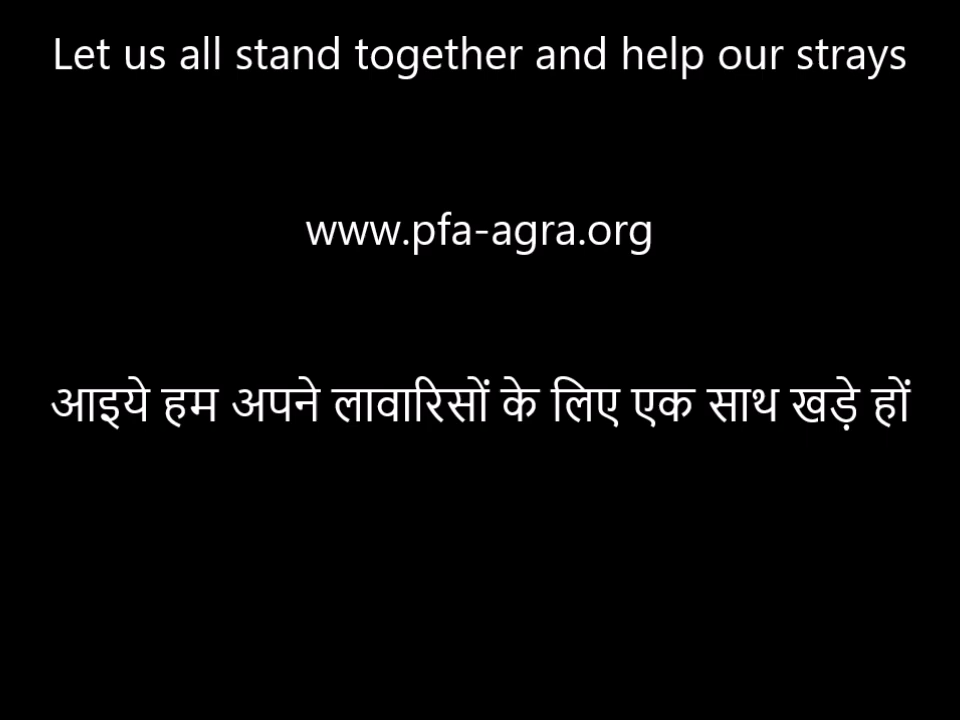 Let us all stand together and help our strays
www.pfa-agra.org
आइये हम अपने लावारिसों के लिए एक साथ खड़े हों